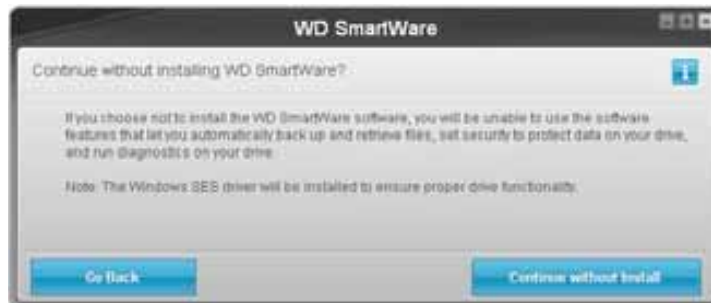 WD SmartWare
Continue without installing WD SmartWare?
If you choose not to install the WD SmartWare software, you will be unable to use the software
features that let you automatically back up and retrieve files, set security to protect data on your drive,
and run diagnostics on your drive.
Note: The Windows SES driver will be installed to ensure proper drive functionality.
Go Back
Continue without Install